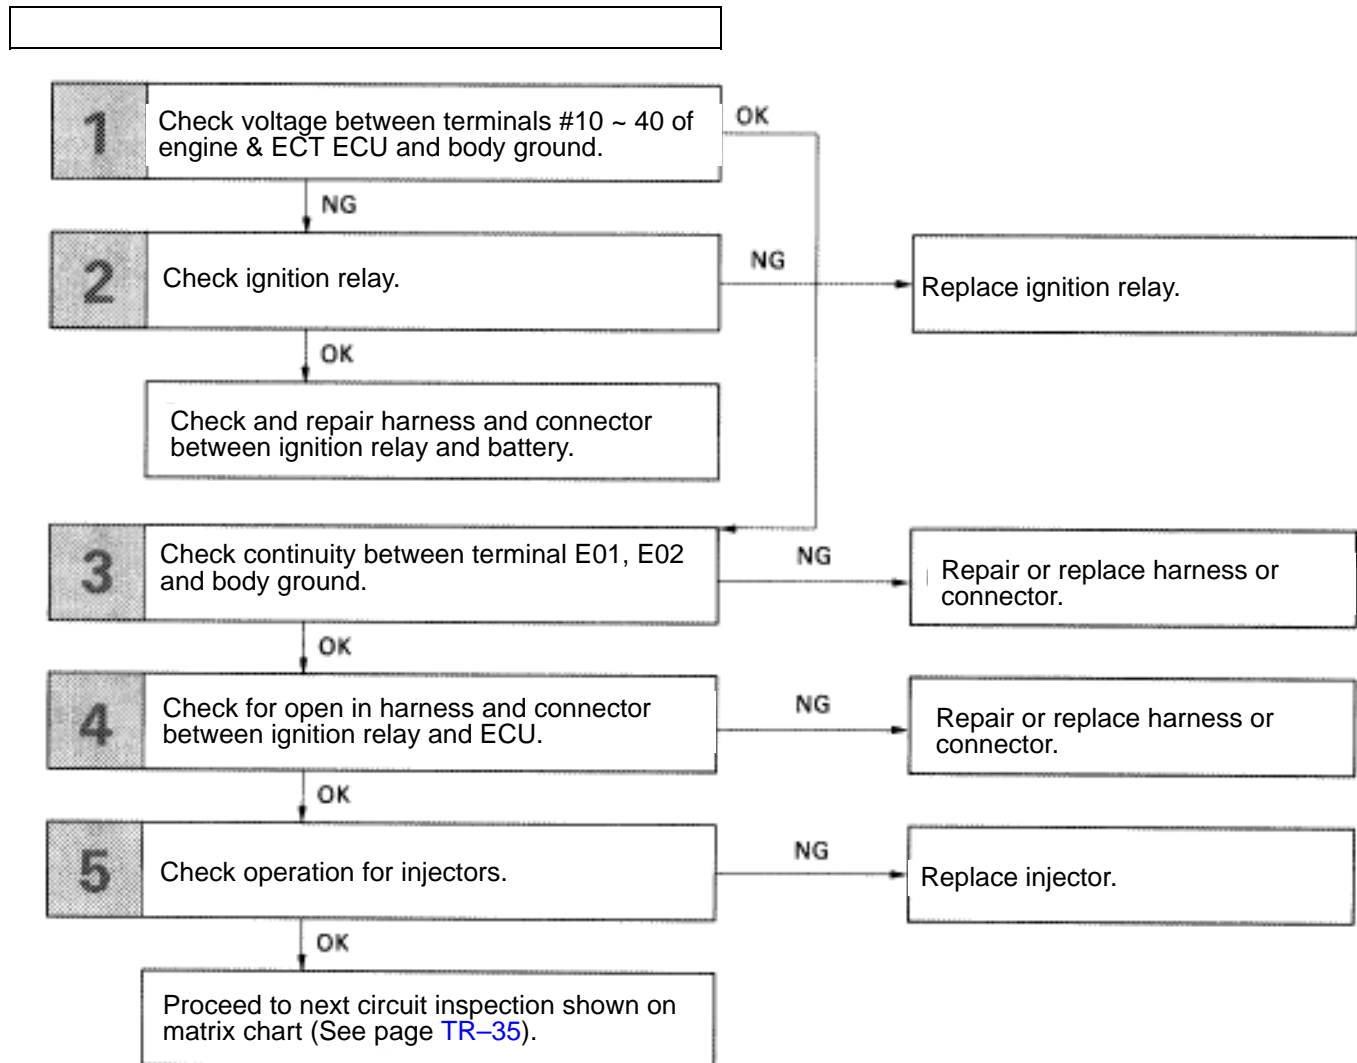 1
Check voltage between terminals #10 ~ 40 of
engine & ECT ECU and body ground.
OK
NG
2
Check ignition relay.
NG
Replace ignition relay.
OK
Check and repair harness and connector
between ignition relay and battery.
3
Check continuity between terminal E01, E02
and body ground.
NG
Repair or replace harness or
connector.
OK
4
Check for open in harness and connector
between ignition relay and ECU.
NG
Repair or replace harness or
connector.
OK
5
Check operation for injectors.
NG
Replace injector.
OK
Proceed to next circuit inspection shown on
matrix chart (See page TR–35).